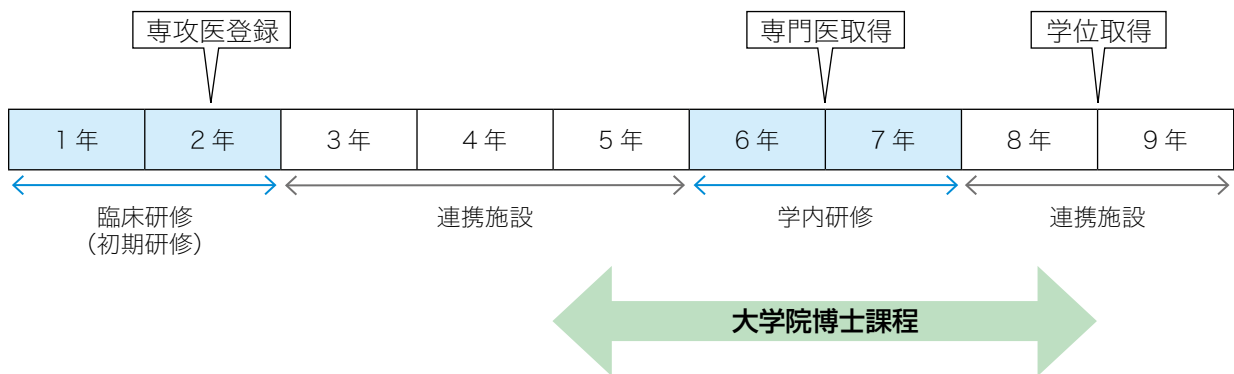 専攻医登録
専門医取得
学位取得
1年 2年 3年 4年 5年 6年 7年 8年 9年
臨床研修 連携施設 学内研修 連携施設
（初期研修）
大学院博士課程